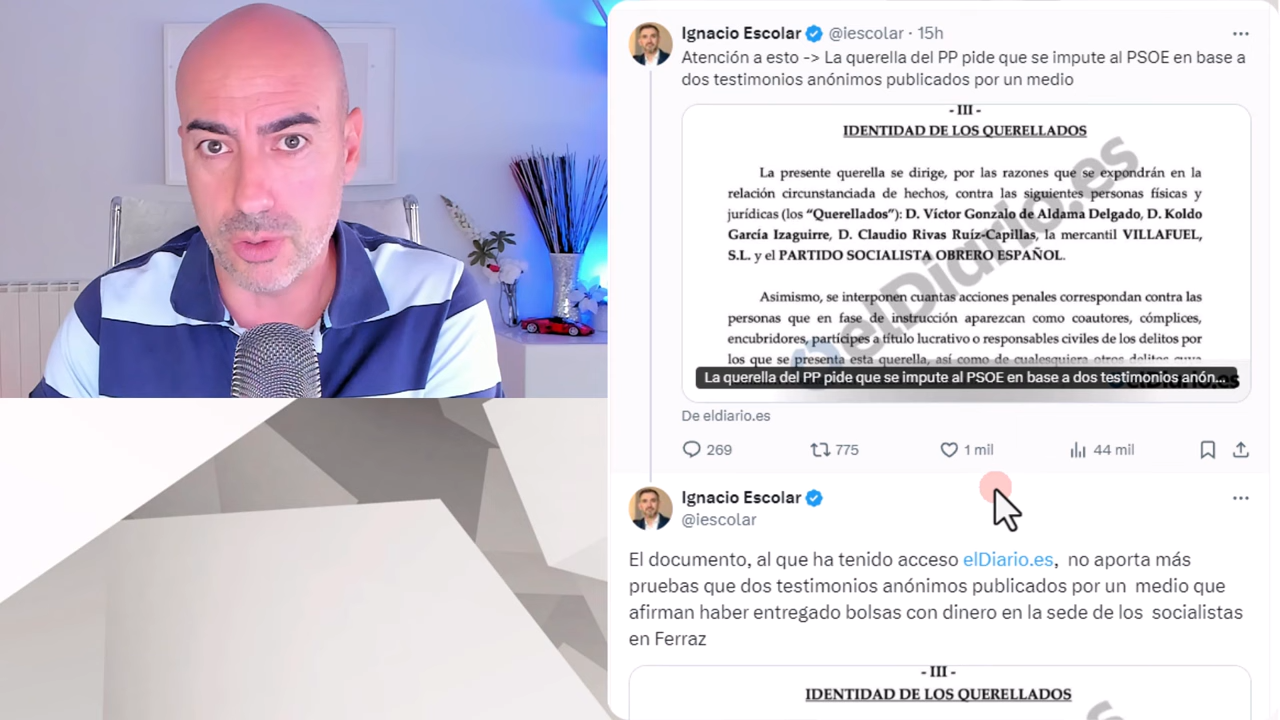 Ignacio Escolar @iescolar · 15h
Atención a esto -> La querella del PP pide que se impute al PSOE en base a
dos testimonios anónimos publicados por un medio
- III -
IDENTIDAD DE LOS QUERELLADOS
La presente querella se dirige, por las razones que se expondrán en la
relación circunstanciada de hechos, contra las siguientes personas físicas y
jurídicas (los “Querellados”): D. Víctor Gonzalo de Aldama Delgado, D. Koldo
García Izaguirre, D. Claudio Rivas Ruiz-Capillas, la mercantil VILLAFUEL,
S.L. y el PARTIDO SOCIALISTA OBRERO ESPAÑOL.
Asimismo, se interponen cuantas acciones penales correspondan contra las
personas que en fase de instrucción aparezcan como coautores, cómplices,
encubridores, partícipes a título lucrativo o responsables civiles de los delitos por
los que se presenta esta querella, así como de cualesquiera otros delitos cuya
elDiario.es
La querella del PP pide que se impute al PSOE en base a dos testimonios anón...
elDiario.es
De eldiario.es
269 775 1 mil 44 mil
Ignacio Escolar
@iescolar
El documento, al que ha tenido acceso elDiario.es, no aporta más
pruebas que dos testimonios anónimos publicados por un medio que
afirman haber entregado bolsas con dinero en la sede de los socialistas
en Ferraz
- III -
IDENTIDAD DE LOS QUERELLADOS